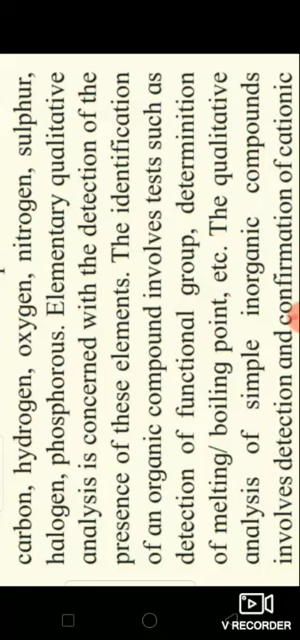 carbon, hydrogen, oxygen, nitrogen, sulphur,
halogen, phosphorous. Elementary qualitative
analysis is concerned with the detection of the
presence of these elements. The identification
of an organic compound involves tests such as
detection of functional group, determinition
of melting/ boiling point, etc. The qualitative
analysis of simple inorganic compounds
involves detection and confirmation of cationic
V RECORDER